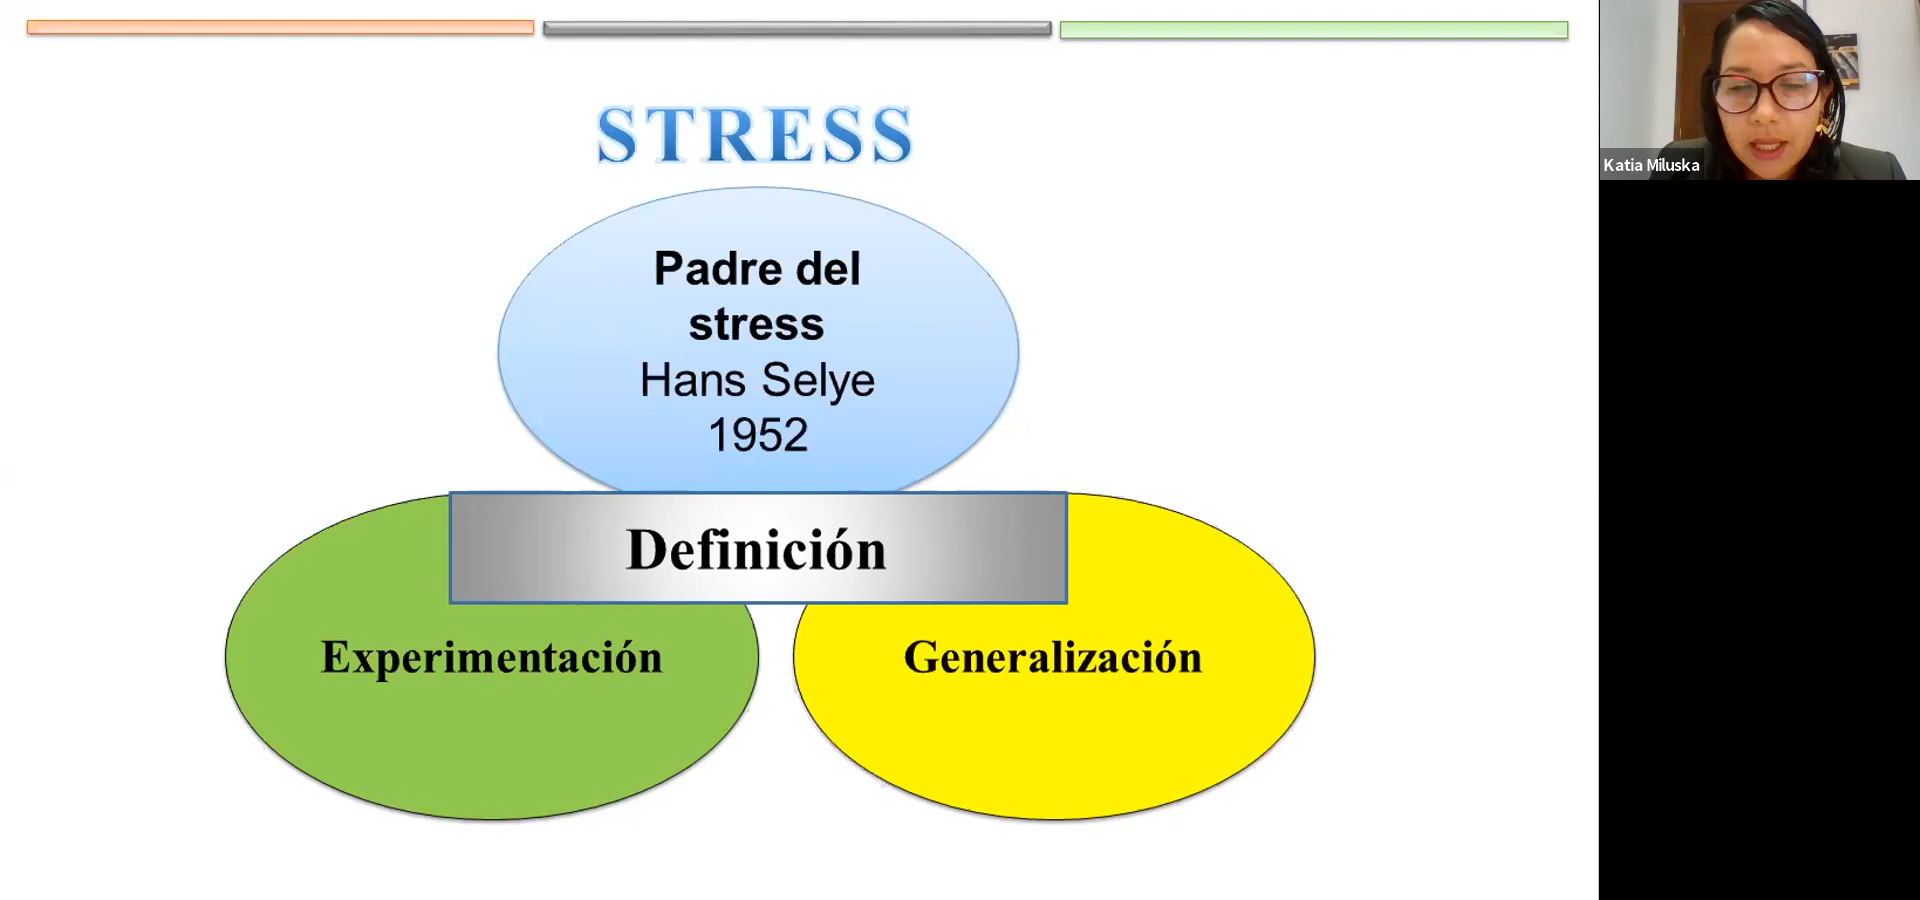 STRESS
Padre del
stress
Hans Selye
1952
Definición
Experimentación
Generalización
Katia Miluska